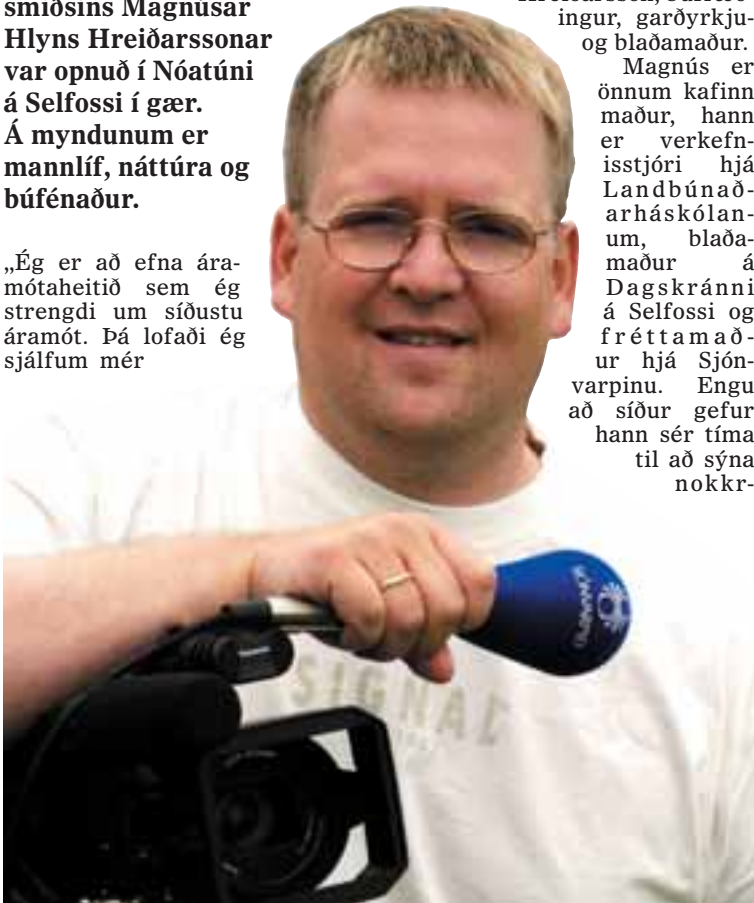 smiðsins Magnúsar
Hlyns Hreiðarssonar
var opnuð í Nóatúni
á Selfossi í gær.
Á myndunum er
mannlíf, náttúra og
búfénaður.
„Ég er að efna ára-
mótaheitið sem ég
strengdi um síðustu
áramót. Þá lofaði ég
sjálfum mér
ingur, garðyrkju-
og blaðamaður.
Magnús er
önnum kafinn
maður, hann
er verkefn-
isstjóri hjá
Landbúnað-
arháskólan-
um, blaða-
maður á
Dagskránni
á Selfossi og
fréttamað-
ur hjá Sjón-
varpinu. Engu
að síður gefur
hann sér tíma
til að sýna
nokkr-
SJÓNVARPIÐ
SIGNAL